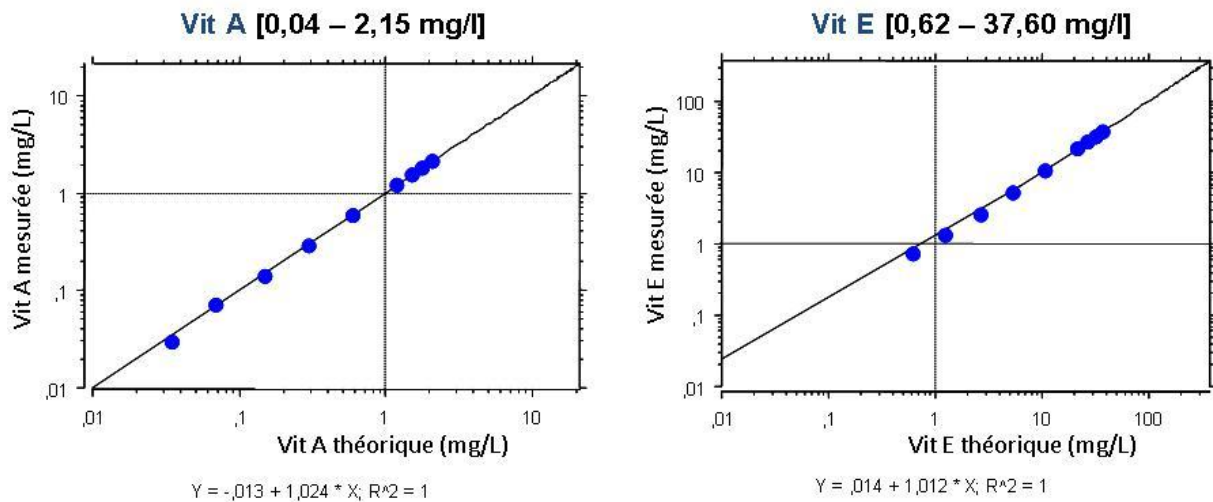 Vit A [0,04 – 2,15 mg/l]
Vit A mesurée (mg/L)
10
1
,1
,01
,01
,1
1
10
Vit A théorique (mg/L)
Y = -,013 + 1,024 * X; R^2 = 1
Vit E [0,62 – 37,60 mg/l]
Vit E mesurée (mg/L)
100
10
1
,1
,01
,01
,1
1
10
100
Vit E théorique (mg/L)
Y = ,014 + 1,012 * X; R^2 = 1